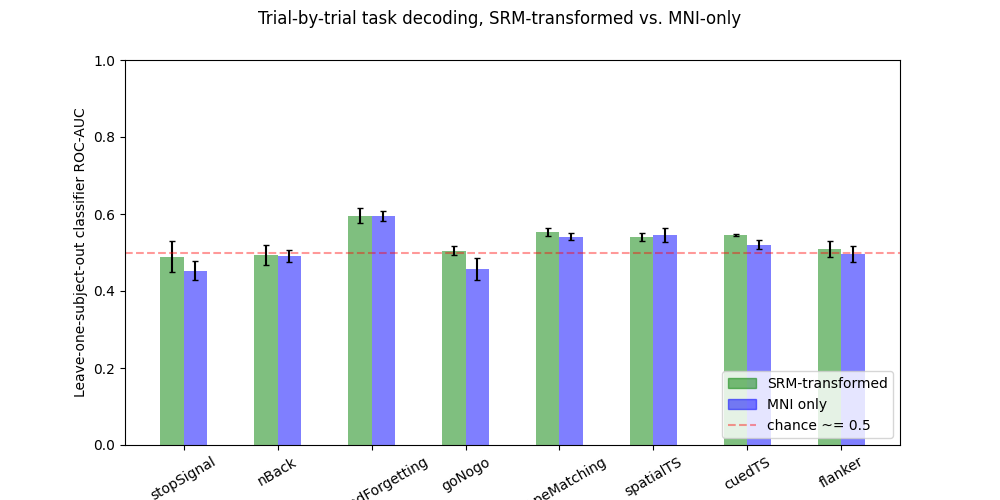 Trial-by-trial task decoding, SRM-transformed vs. MNI-only
Leave-one-subject-out classifier ROC-AUC
1.0
0.8
0.6
0.4
0.2
0.0
SRM-transformed
MNI only
chance ~= 0.5
stopSignal
nBack
dForgetting
goNogo
peMatching
spatialTS
cuedTS
flanker